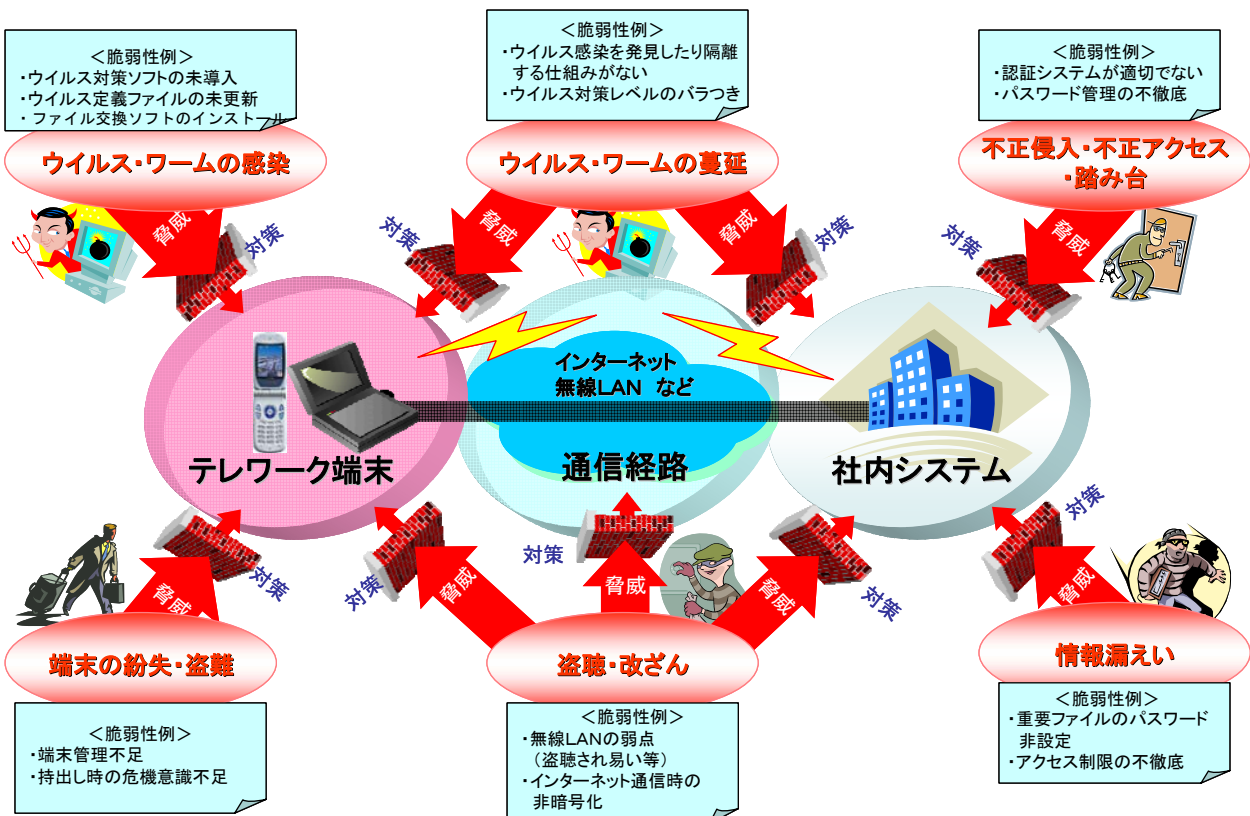 ＜脆弱性例＞
・ウイルス対策ソフトの未導入
・ウイルス定義ファイルの未更新
・ファイル交換ソフトのインストール
ウイルス・ワームの感染
＜脆弱性例＞
・ウイルス感染を発見したり隔離
する仕組みがない
・ウイルス対策レベルのバラつき
ウイルス・ワームの蔓延
＜脆弱性例＞
・認証システムが適切でない
・パスワード管理の不徹底
不正侵入・不正アクセス
・踏み台
脅威
対策
対策
脅威
脅威
対策
対策
脅威
インターネット
無線LAN など
テレワーク端末
通信経路
社内システム
脅威
対策
対策
脅威
対策
脅威
脅威
対策
対策
脅威
端末の紛失・盗難
＜脆弱性例＞
・端末管理不足
・持出し時の危機意識不足
盗聴・改ざん
＜脆弱性例＞
・無線LANの弱点
（盗聴され易い等）
・インターネット通信時の
非暗号化
情報漏えい
＜脆弱性例＞
・重要ファイルのパスワード
非設定
・アクセス制限の不徹底